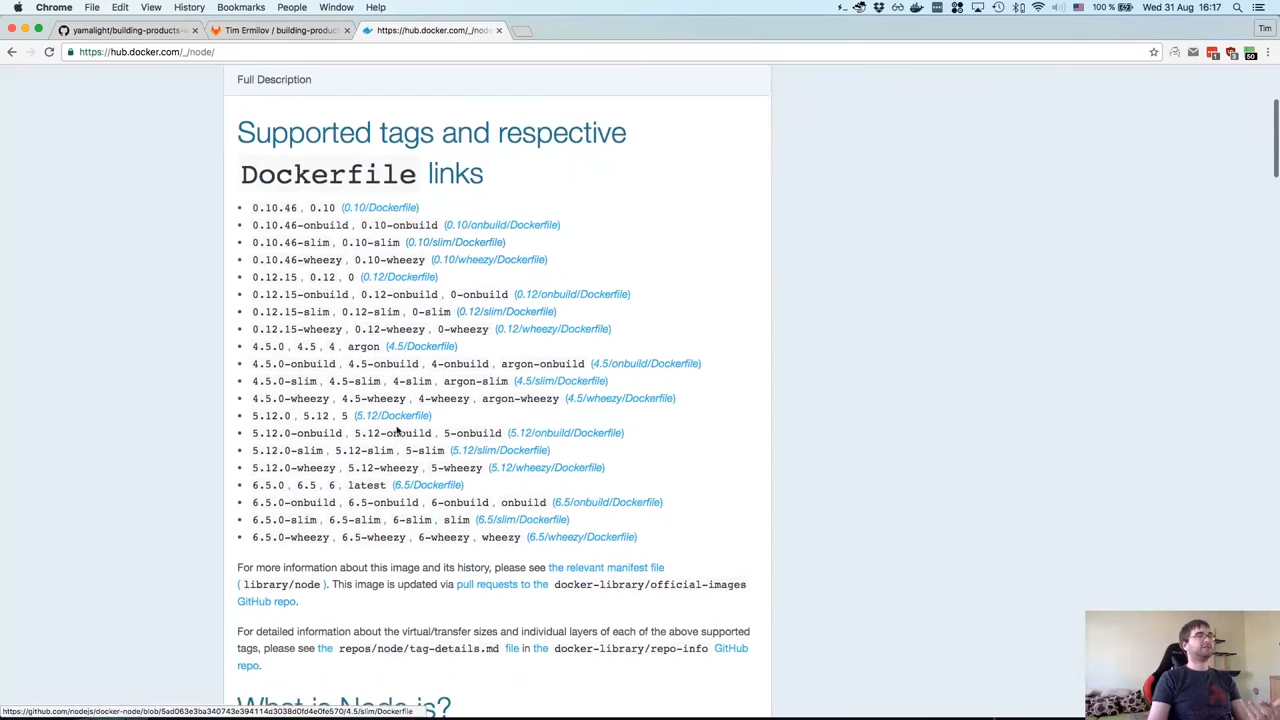 Chrome File Edit View History Bookmarks People Window Help 100 % Wed 31 Aug 16:17
yamalight/building-products- Tim Ermilov / building-produc https://hub.docker.com/_/node Tim
https://hub.docker.com/_/node/
Full Description
Supported tags and respective
Dockerfile links
• 0.10.46, 0.10 (0.10/Dockerfile)
• 0.10.46-onbuild, 0.10-onbuild (0.10/onbuild/Dockerfile)
• 0.10.46-slim, 0.10-slim (0.10/slim/Dockerfile)
• 0.10.46-wheezy, 0.10-wheezy (0.10/wheezy/Dockerfile)
• 0.12.15, 0.12, 0 (0.12/Dockerfile)
• 0.12.15-onbuild, 0.12-onbuild, 0-onbuild (0.12/onbuild/Dockerfile)
• 0.12.15-slim, 0.12-slim, 0-slim (0.12/slim/Dockerfile)
• 0.12.15-wheezy, 0.12-wheezy, 0-wheezy (0.12/wheezy/Dockerfile)
• 4.5.0, 4.5, 4, argon (4.5/Dockerfile)
• 4.5.0-onbuild, 4.5-onbuild, 4-onbuild, argon-onbuild (4.5/onbuild/Dockerfile)
• 4.5.0-slim, 4.5-slim, 4-slim, argon-slim (4.5/slim/Dockerfile)
• 4.5.0-wheezy, 4.5-wheezy, 4-wheezy, argon-wheezy (4.5/wheezy/Dockerfile)
• 5.12.0, 5.12, 5 (5.12/Dockerfile)
• 5.12.0-onbuild, 5.12-onbuild, 5-onbuild (5.12/onbuild/Dockerfile)
• 5.12.0-slim, 5.12-slim, 5-slim (5.12/slim/Dockerfile)
• 5.12.0-wheezy, 5.12-wheezy, 5-wheezy (5.12/wheezy/Dockerfile)
• 6.5.0, 6.5, 6, latest (6.5/Dockerfile)
• 6.5.0-onbuild, 6.5-onbuild, 6-onbuild, onbuild (6.5/onbuild/Dockerfile)
• 6.5.0-slim, 6.5-slim, 6-slim, slim (6.5/slim/Dockerfile)
• 6.5.0-wheezy, 6.5-wheezy, 6-wheezy, wheezy (6.5/wheezy/Dockerfile)
For more information about this image and its history, please see the relevant manifest file
(library/node). This image is updated via pull requests to the docker-library/official-images
GitHub repo.
For detailed information about the virtual/transfer sizes and individual layers of each of the above supported
tags, please see the repos/node/tag-details.md file in the docker-library/repo-info GitHub
repo.
What is Node.js?
https://github.com/nodejs/docker-node/blob/5ad063e3ba340743e394114d3038d0fd4e0fe570/4.5/slim/Dockerfile